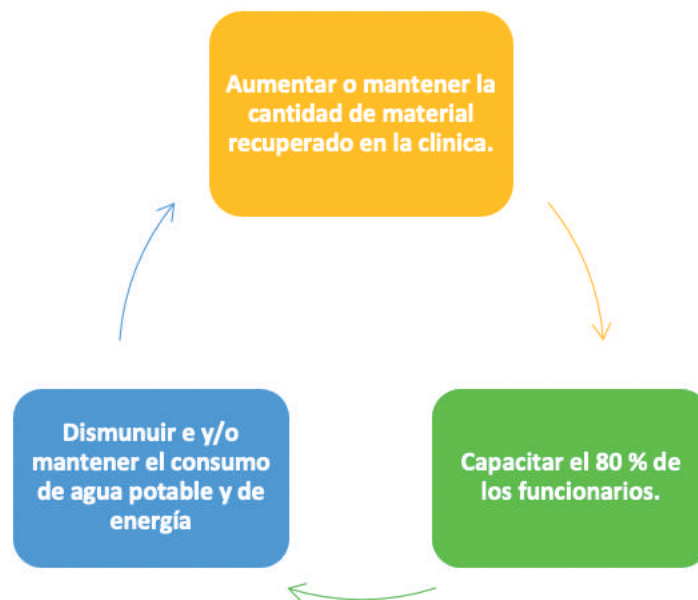 Aumentar o mantener la
cantidad de material
recuperado en la clinica.
Capacitar el 80 % de
los funcionarios.
Dismunuir e y/o
mantener el consumo
de agua potable y de
energía